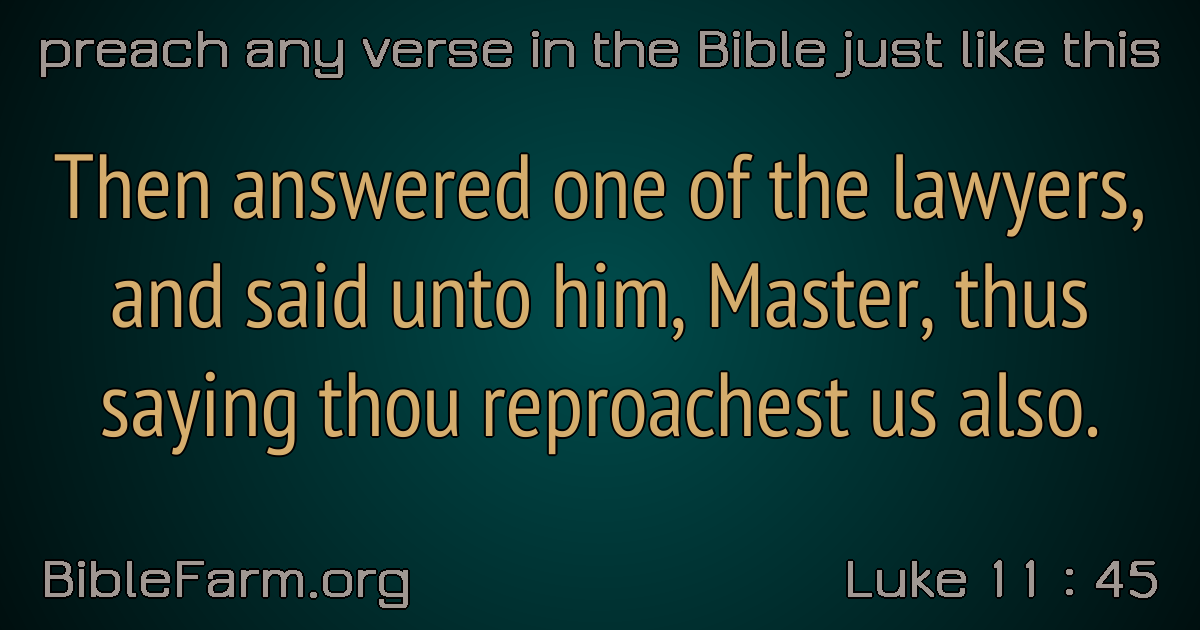 preach any verse in the Bible just like this
Then answered one of the lawyers,
and said unto him, Master, thus
saying thou reproachest us also.
BibleFarm.org
Luke 11 : 45